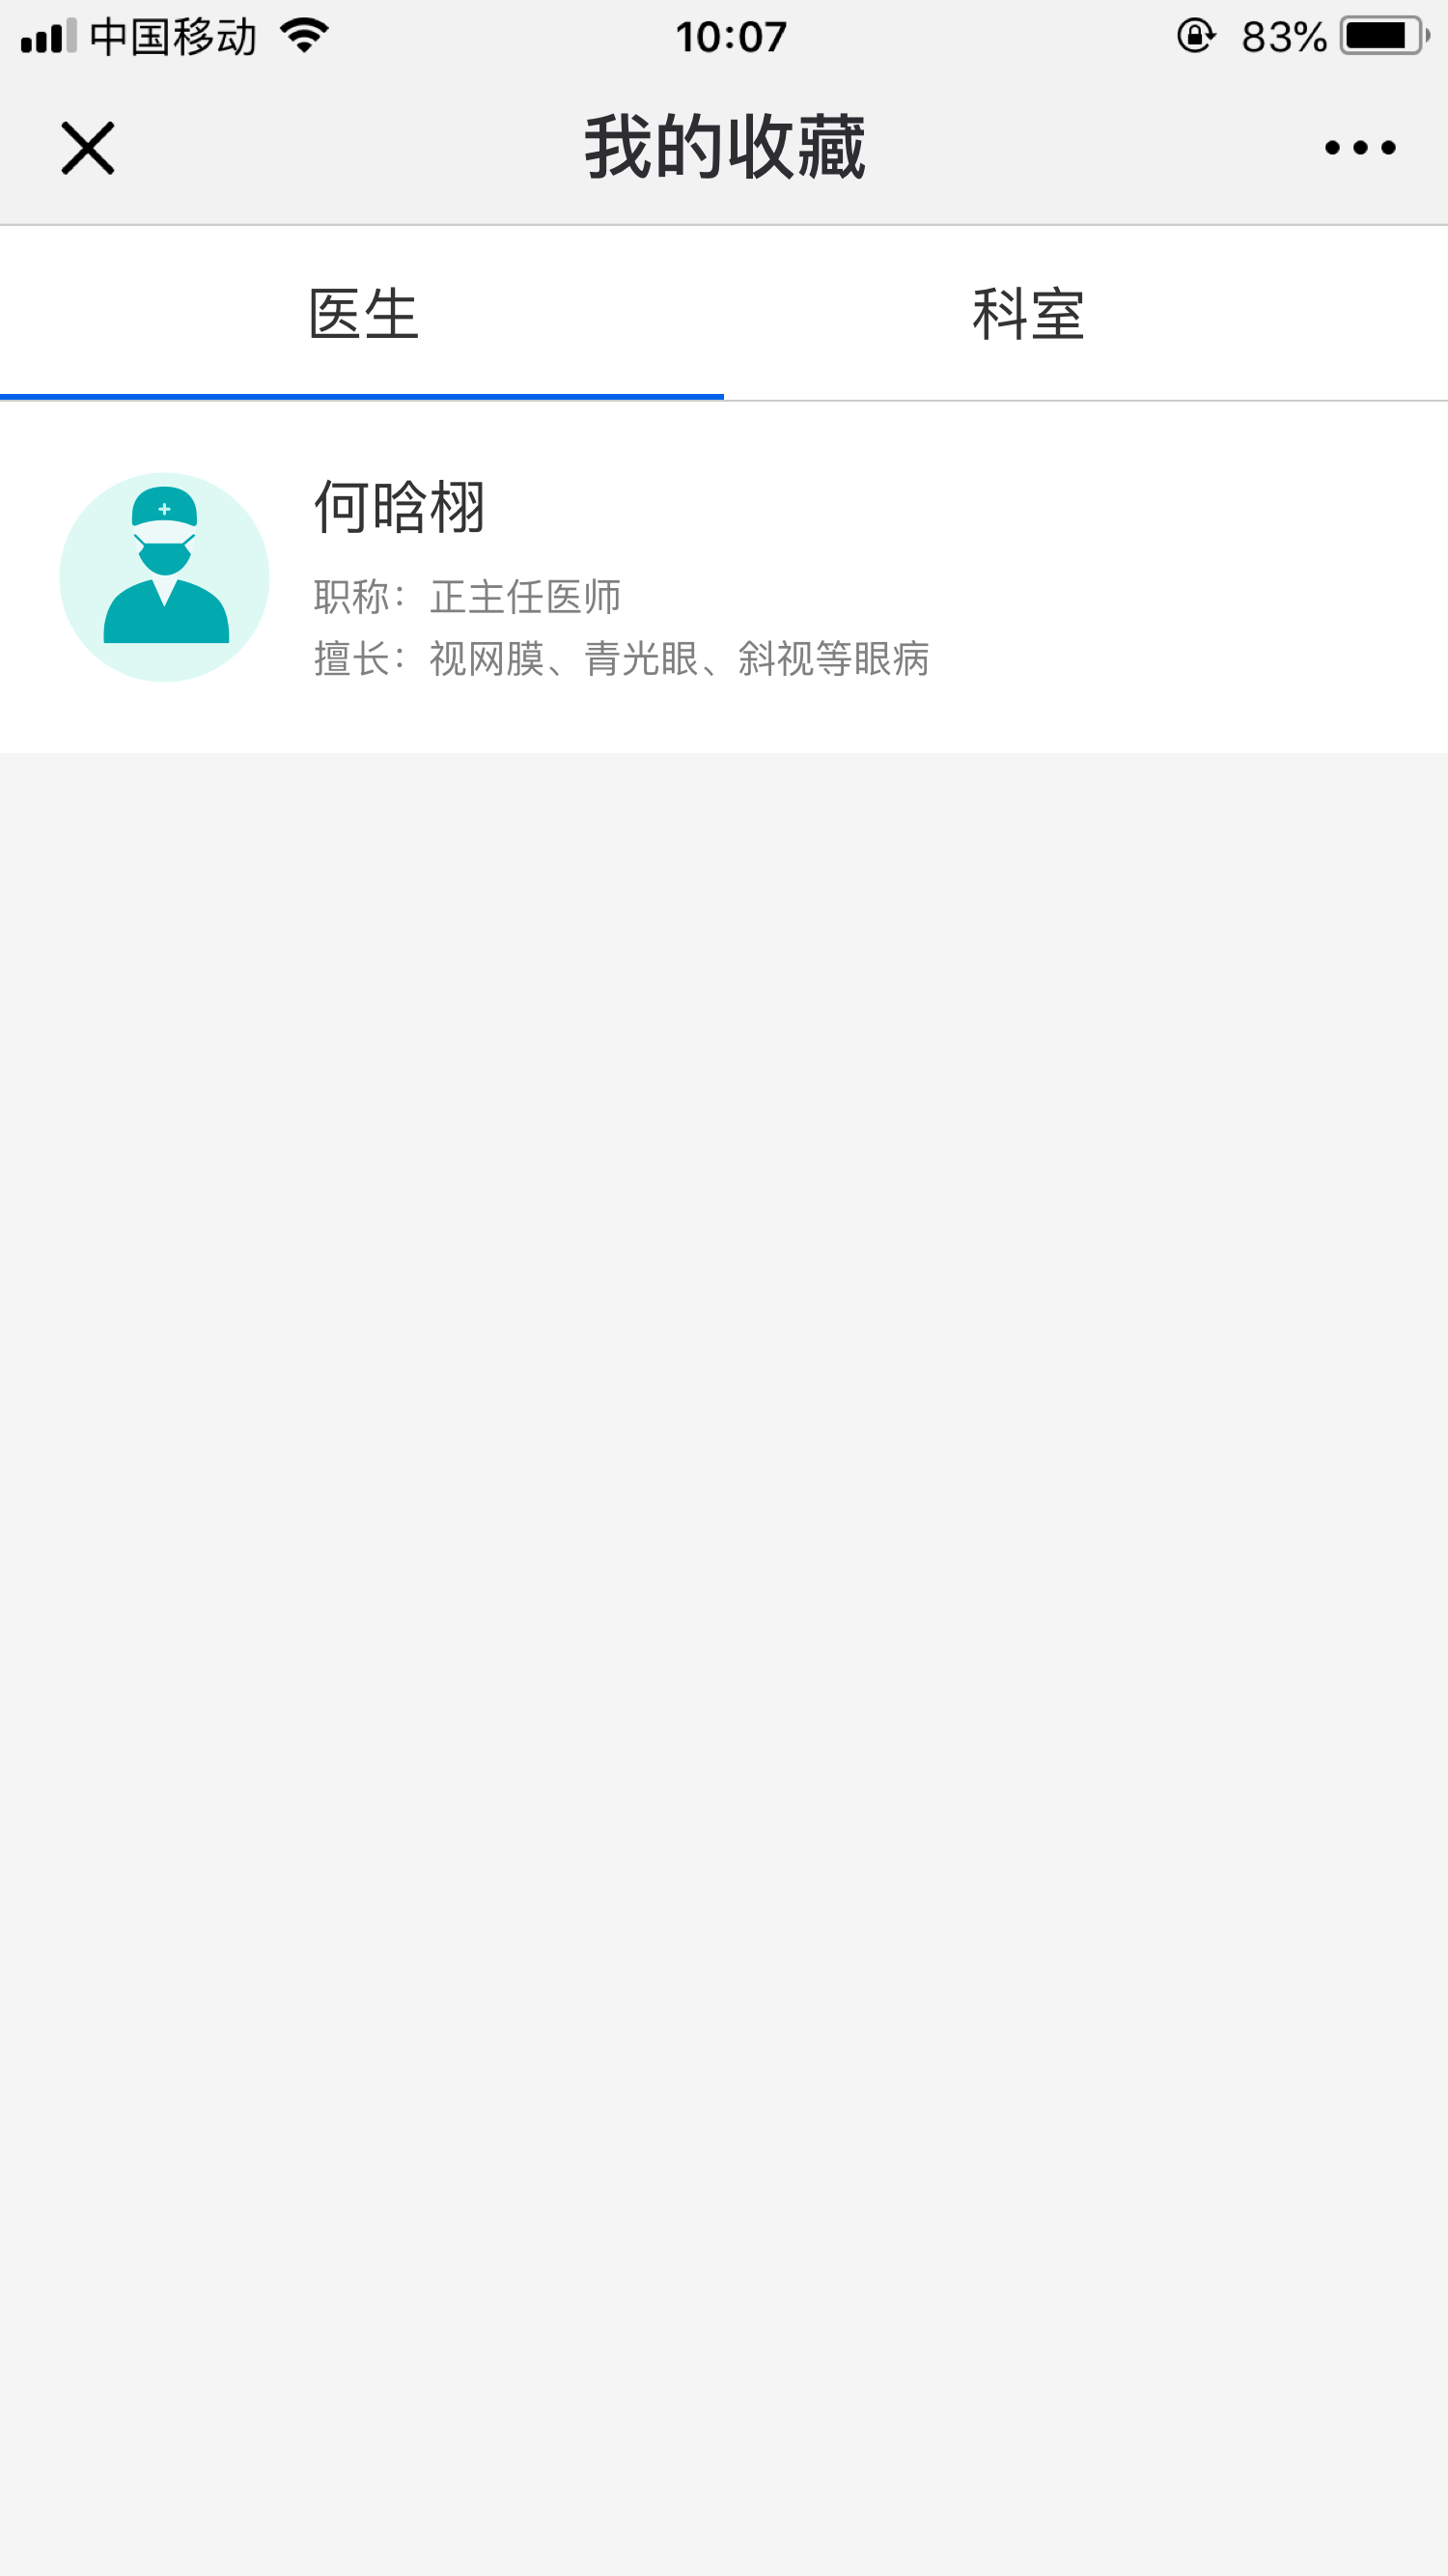 中国移动 10:07 83%
我的收藏
医生 科室
何晗栩
职称：正主任医师
擅长：视网膜、青光眼、斜视等眼病